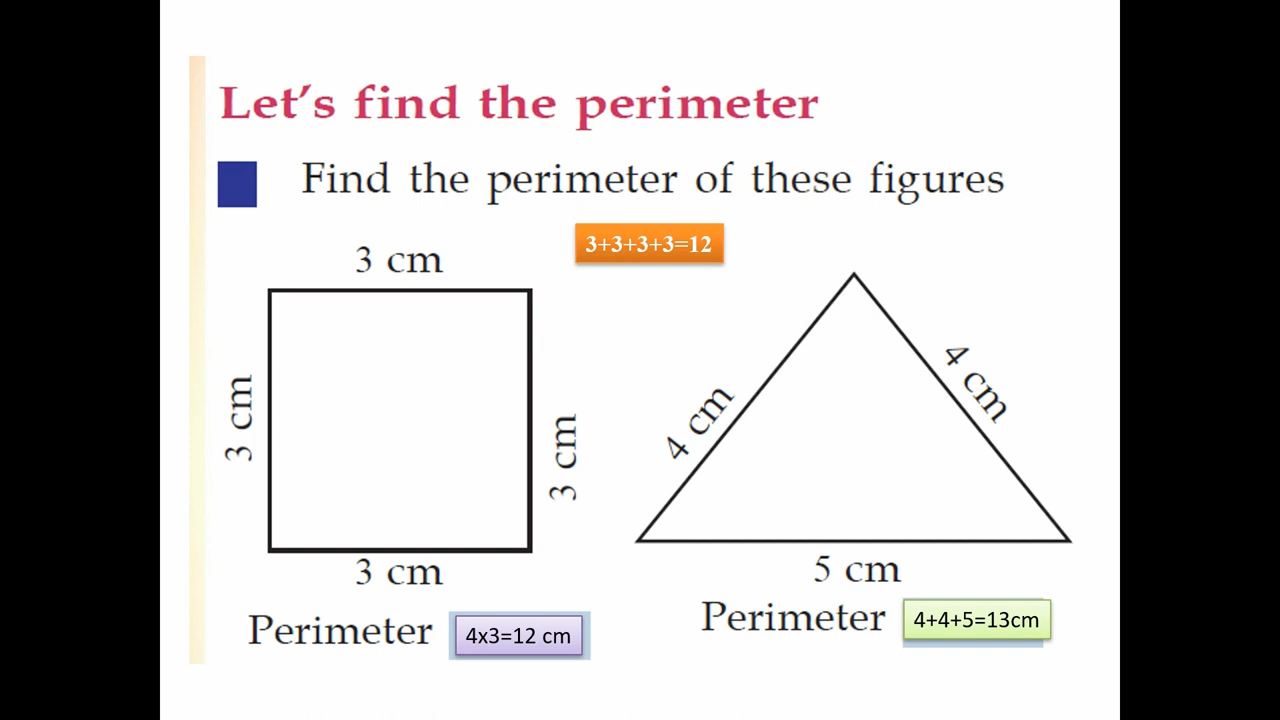 Let's find the perimeter
Find the perimeter of these figures
3+3+3+3=12
3 cm
3 cm
3 cm
3 cm
Perimeter 4x3=12 cm
4 cm
4 cm
5 cm
Perimeter 4+4+5=13cm